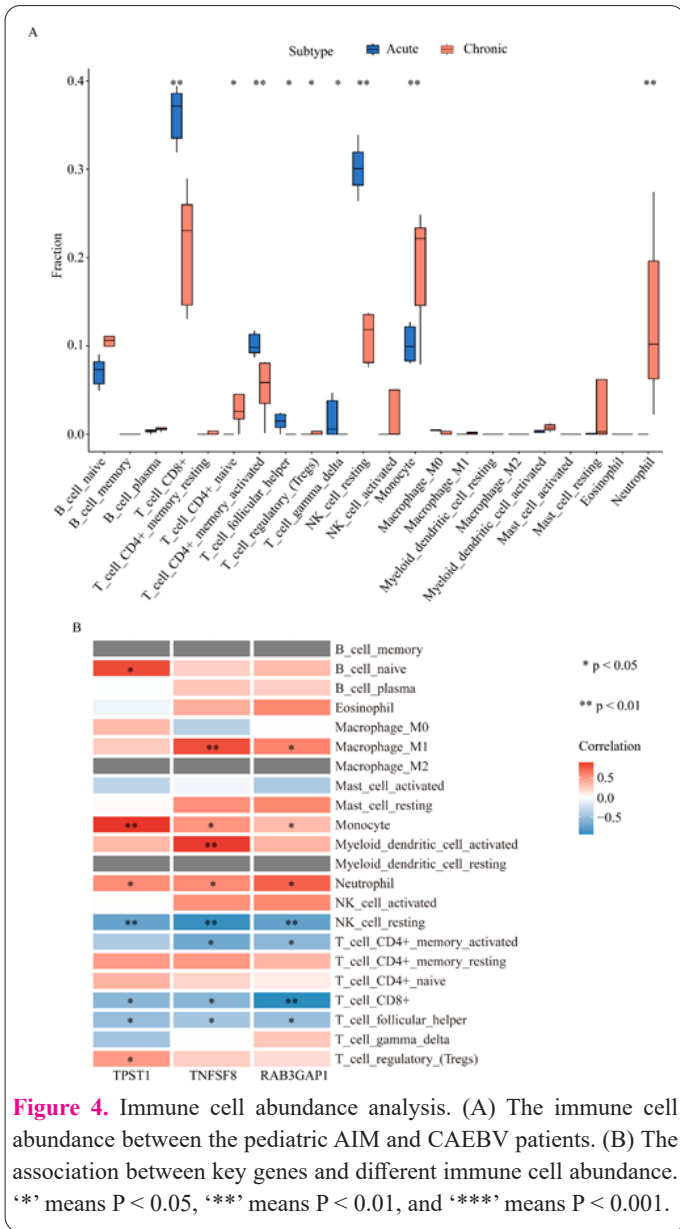 A
Subtype Acute Chronic
** * ** * * * ** ** **
Fraction
0.4
0.3
0.2
0.1
0.0
B_cell_naive
B_cell_memory
B_cell_plasma
T_cell_CD8+
T_cell_CD4+_memory_resting
T_cell_CD4+_naive
T_cell_CD4+_memory_activated
T_cell_follicular_helper
T_cell_regulatory_(Tregs)
T_cell_gamma_delta
NK_cell_resting
NK_cell_activated
Monocyte
Macrophage_M0
Macrophage_M1
Myeloid_dendritic_cell_resting
Macrophage_M2
Myeloid_dendritic_cell_activated
Mast_cell_activated
Mast_cell_resting
Eosinophil
Neutrophil
B
B_cell_memory
* B_cell_naive
B_cell_plasma
Eosinophil
Macrophage_M0
** * Macrophage_M1
Macrophage_M2
Mast_cell_activated
Mast_cell_resting
** * * Monocyte
** Myeloid_dendritic_cell_activated
Myeloid_dendritic_cell_resting
* * * Neutrophil
NK_cell_activated
** ** ** NK_cell_resting
* * T_cell_CD4+_memory_activated
T_cell_CD4+_memory_resting
T_cell_CD4+_naive
* * ** T_cell_CD8+
* * * T_cell_follicular_helper
T_cell_gamma_delta
* T_cell_regulatory_(Tregs)
TPST1 TNFSF8 RAB3GAP1
* p < 0.05
** p < 0.01
Correlation
0.5
0.0
−0.5
Figure 4. Immune cell abundance analysis. (A) The immune cell
abundance between the pediatric AIM and CAEBV patients. (B) The
association between key genes and different immune cell abundance.
‘*’ means P < 0.05, ‘**’ means P < 0.01, and ‘***’ means P < 0.001.